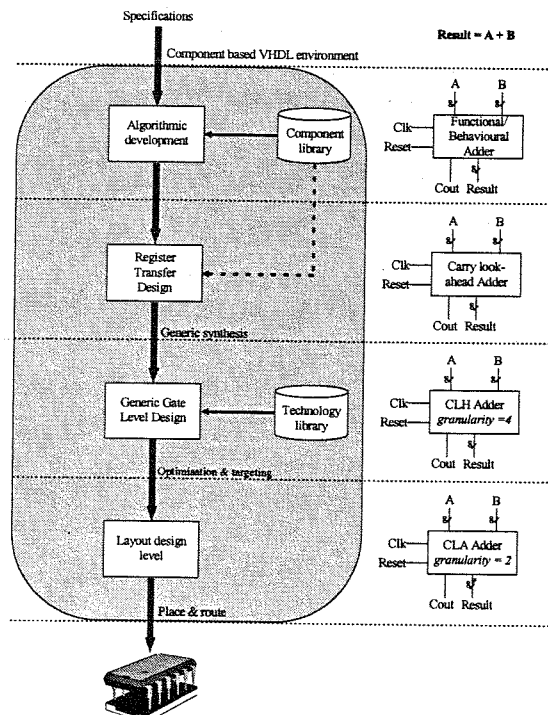 Specifications
Component based VHDL environment
Result = A + B
Algorithmic
development
Component
library
A B
8 8
Clk
Reset
Functional/
Behavioural
Adder
8
Cout Result
Register
Transfer
Design
A B
8 8
Clk
Reset
Carry look-
ahead Adder
8
Cout Result
Generic synthesis
Generic Gate
Level Design
Technology
library
A B
8 8
Clk
Reset
CLH Adder
granularity =4
8
Cout Result
Optimisation & targeting
Layout design
level
A B
8 8
Clk
Reset
CLA Adder
granularity = 2
8
Cout Result
Place & route